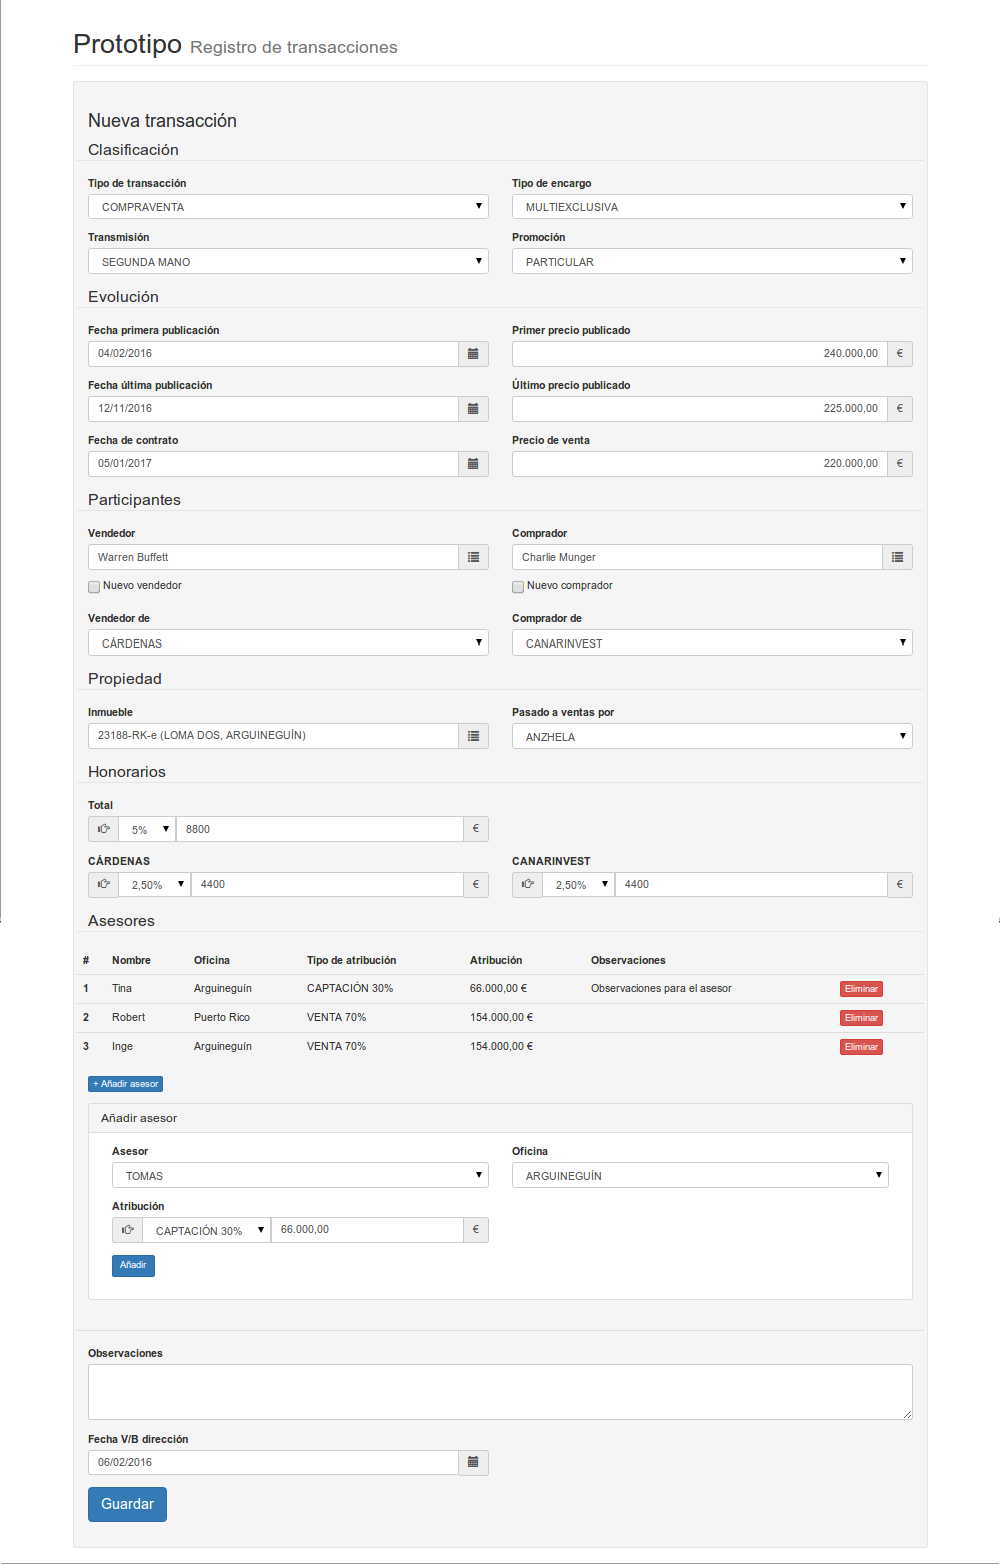 Prototipo Registro de transacciones
Nueva transacción
Clasificación
Tipo de transacción Tipo de encargo
COMPRAVENTA MULTIEXCLUSIVA
Transmisión Promoción
SEGUNDA MANO PARTICULAR
Evolución
Fecha primera publicación Primer precio publicado
04/02/2016 240.000,00 €
Fecha última publicación Último precio publicado
12/11/2016 225.000,00 €
Fecha de contrato Precio de venta
05/01/2017 220.000,00 €
Participantes
Vendedor Comprador
Warren Buffett Charlie Munger
Nuevo vendedor Nuevo comprador
Vendedor de Comprador de
CÁRDENAS CANARINVEST
Propiedad
Inmueble Pasado a ventas por
23188-RK-e (LOMA DOS, ARGUINEGUÍN) ANZHELA
Honorarios
Total
5% 8800 €
CÁRDENAS CANARINVEST
2,50% 4400 € 2,50% 4400 €
Asesores
# Nombre Oficina Tipo de atribución Atribución Observaciones
1 Tina Arguineguín CAPTACIÓN 30% 66.000,00 € Observaciones para el asesor Eliminar
2 Robert Puerto Rico VENTA 70% 154.000,00 € Eliminar
3 Inge Arguineguín VENTA 70% 154.000,00 € Eliminar
+ Añadir asesor
Añadir asesor
Asesor Oficina
TOMAS ARGUINEGUÍN
Atribución
CAPTACIÓN 30% 66.000,00 €
Añadir
Observaciones
Fecha V/B dirección
06/02/2016
Guardar